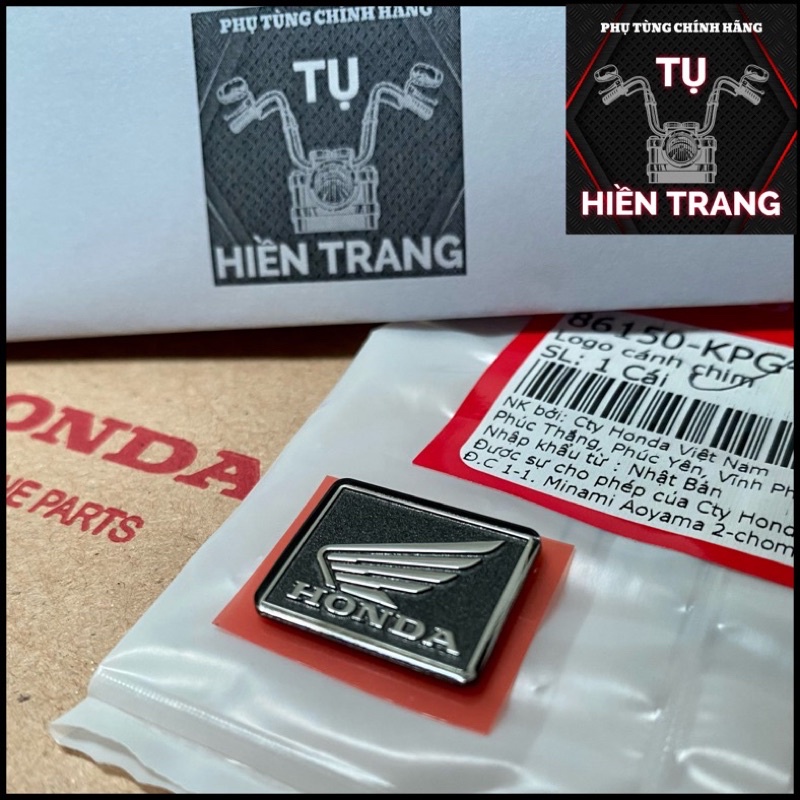 PHỤ TÙNG CHÍNH HÃNG
TỤ
HIỀN TRANG
PHỤ TÙNG CHÍNH HÃNG
TỤ
HIỀN TRANG
86150-KPG
Logo cánh chim
SL: 1 Cái
NK bởi: Cty Honda Việt Nam
Phúc Thắng, Phúc Yên, Vĩnh Ph
Nhập khẩu từ : Nhật Bản
Được sự cho phép của Cty Hond
Đ.C 1-1, Minami Aoyama 2-chom
ONDA
NE PARTS
HONDA